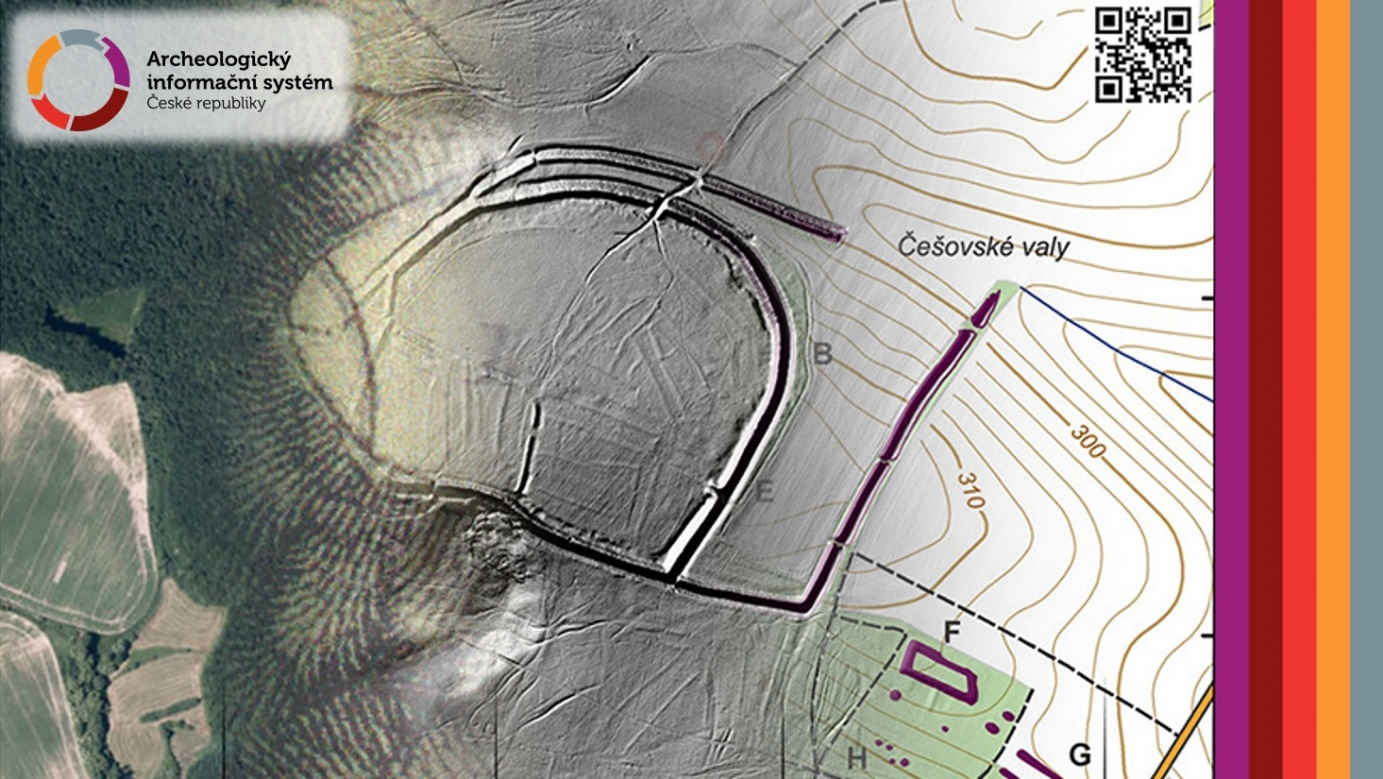 Archeologický
informační systém
České republiky
Češovské valy
B
E
300
310
F
H
G